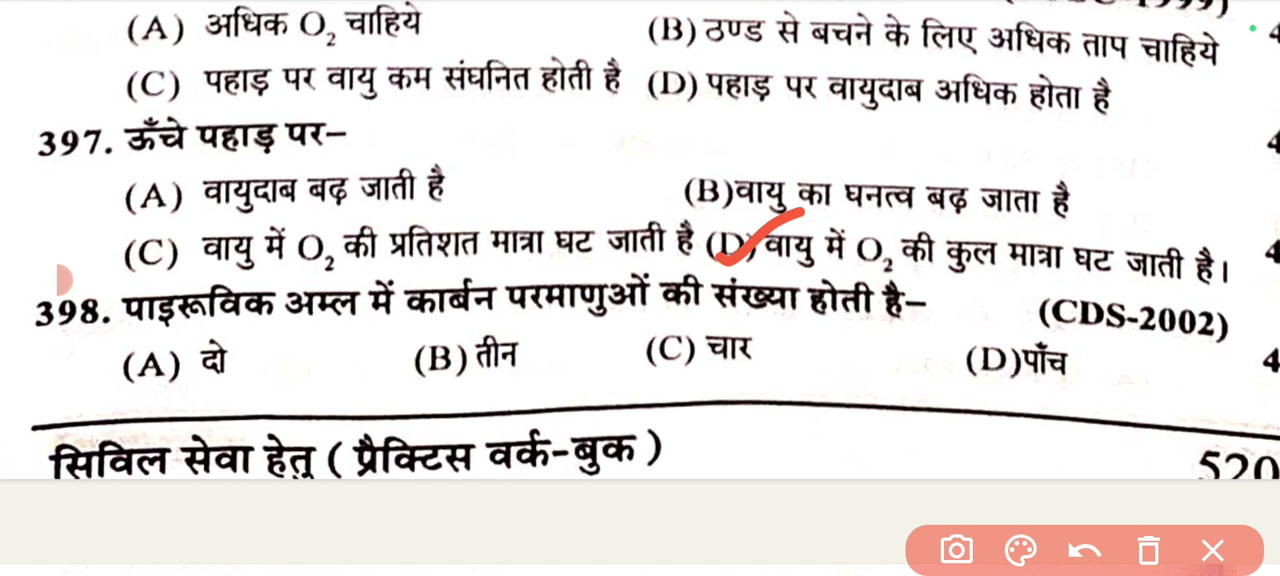 (A) अधिक O₂ चाहिये (B) ठण्ड से बचने के लिए अधिक ताप चाहिये
(C) पहाड़ पर वायु कम संघनित होती है (D) पहाड़ पर वायुदाब अधिक होता है
397. ऊँचे पहाड़ पर–
(A) वायुदाब बढ़ जाती है (B)वायु का घनत्व बढ़ जाता है
(C) वायु में O₂ की प्रतिशत मात्रा घट जाती है (D) वायु में O₂ की कुल मात्रा घट जाती है।
398. पाइरूविक अम्ल में कार्बन परमाणुओं की संख्या होती है– (CDS-2002)
(A) दो (B) तीन (C) चार (D)पाँच
सिविल सेवा हेतु ( प्रैक्टिस वर्क-बुक ) 520